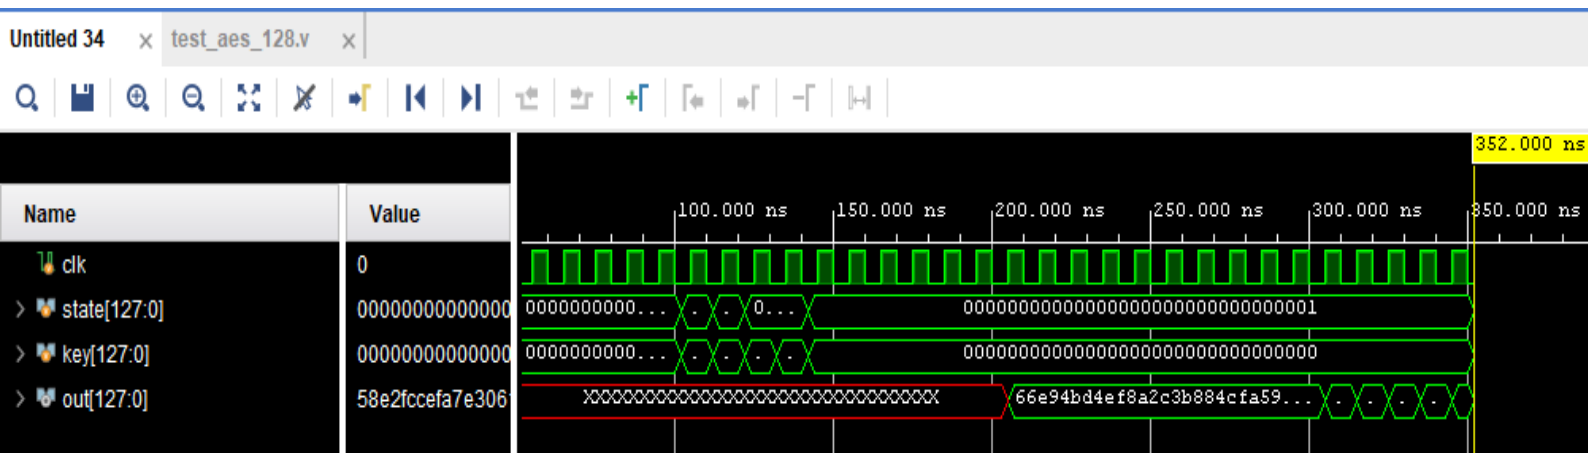 Untitled 34 × test_aes_128.v ×
352.000 ns
Name Value 100.000 ns 150.000 ns 200.000 ns 250.000 ns 300.000 ns 350.000 ns
clk 0
state[127:0] 00000000000000 0000000000... . . 0... 00000000000000000000000000000001
key[127:0] 00000000000000 0000000000... . . . . 00000000000000000000000000000000
out[127:0] 58e2fccefa7e306 XXXXXXXXXXXXXXXXXXXXXXXXXXXXXXXX 66e94bd4ef8a2c3b884cfa59... . . . .